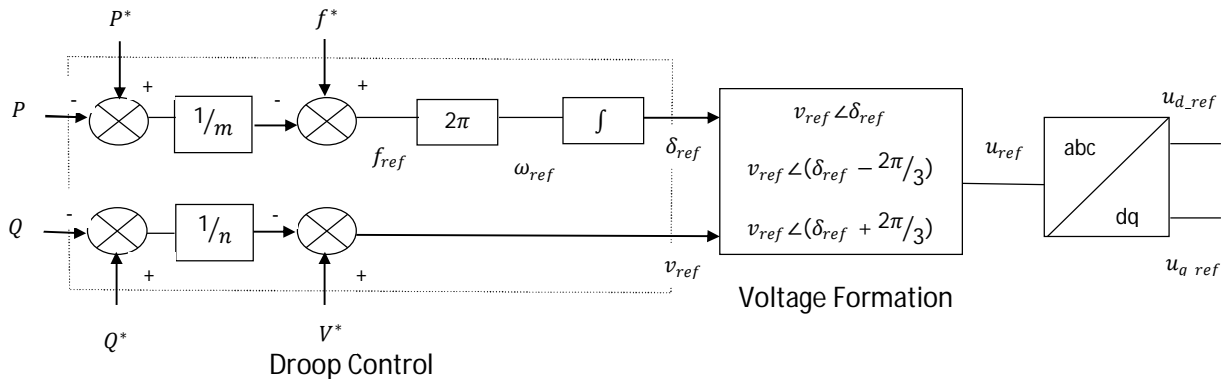 P* f*
P - + 1/m - + 2π ∫
f_ref ω_ref δ_ref
v_ref∠δ_ref
v_ref∠(δ_ref − 2π/3)
v_ref∠(δ_ref + 2π/3)
u_ref
abc
dq
u_d_ref
u_q_ref
Q - + 1/n - +
v_ref
Q* V*
Voltage Formation
Droop Control